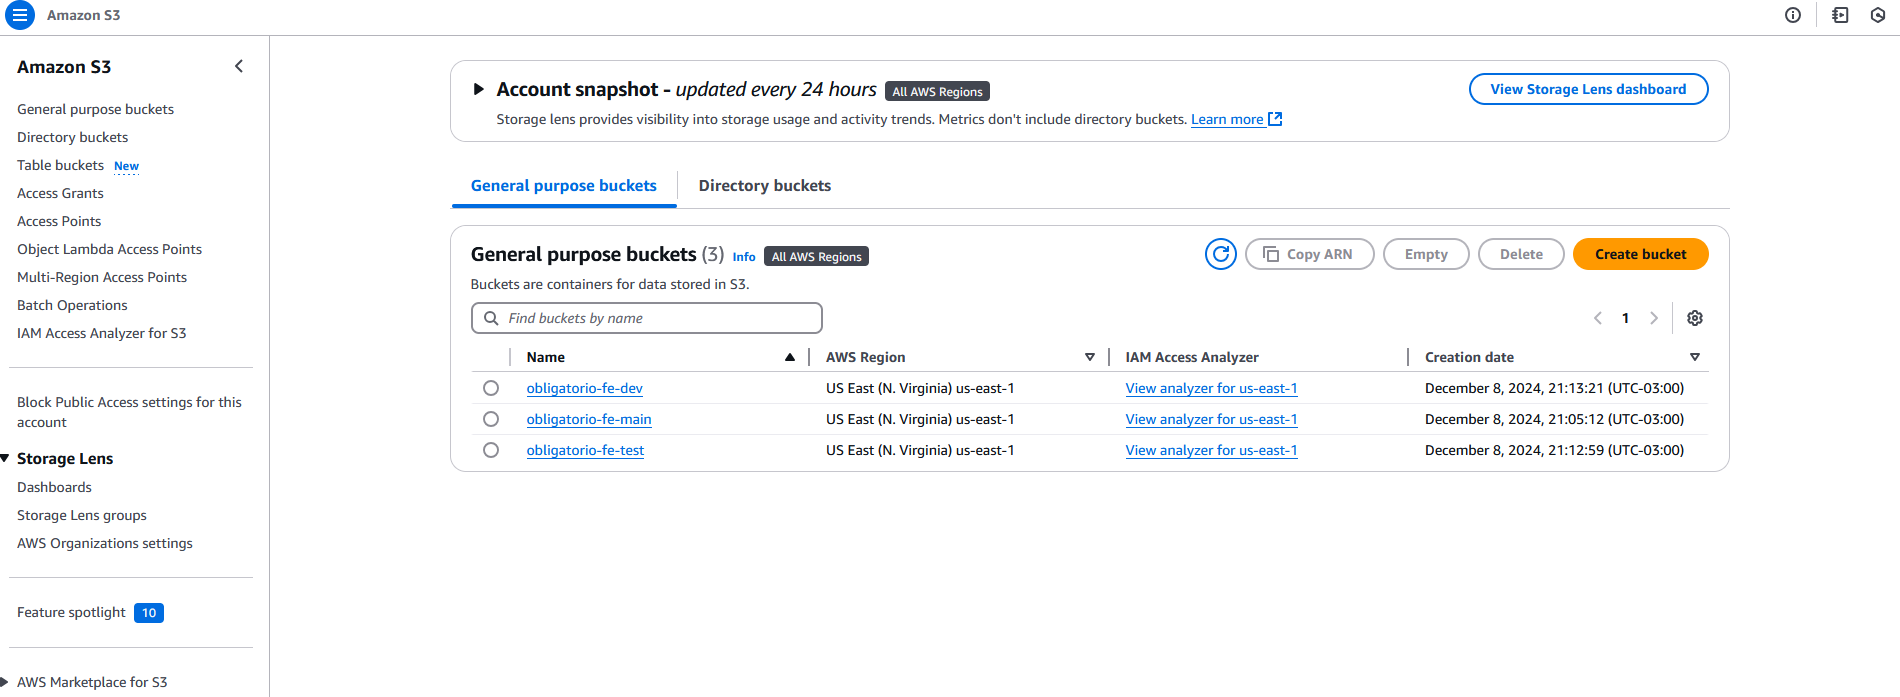 Amazon S3
Amazon S3
General purpose buckets
Directory buckets
Table buckets New
Access Grants
Access Points
Object Lambda Access Points
Multi-Region Access Points
Batch Operations
IAM Access Analyzer for S3
Block Public Access settings for this
account
Storage Lens
Dashboards
Storage Lens groups
AWS Organizations settings
Feature spotlight 10
AWS Marketplace for S3
Account snapshot - updated every 24 hours All AWS Regions
View Storage Lens dashboard
Storage lens provides visibility into storage usage and activity trends. Metrics don't include directory buckets. Learn more
General purpose buckets Directory buckets
General purpose buckets (3) Info All AWS Regions
Copy ARN Empty Delete Create bucket
Buckets are containers for data stored in S3.
Find buckets by name
1
Name AWS Region IAM Access Analyzer Creation date
obligatorio-fe-dev US East (N. Virginia) us-east-1 View analyzer for us-east-1 December 8, 2024, 21:13:21 (UTC-03:00)
obligatorio-fe-main US East (N. Virginia) us-east-1 View analyzer for us-east-1 December 8, 2024, 21:05:12 (UTC-03:00)
obligatorio-fe-test US East (N. Virginia) us-east-1 View analyzer for us-east-1 December 8, 2024, 21:12:59 (UTC-03:00)